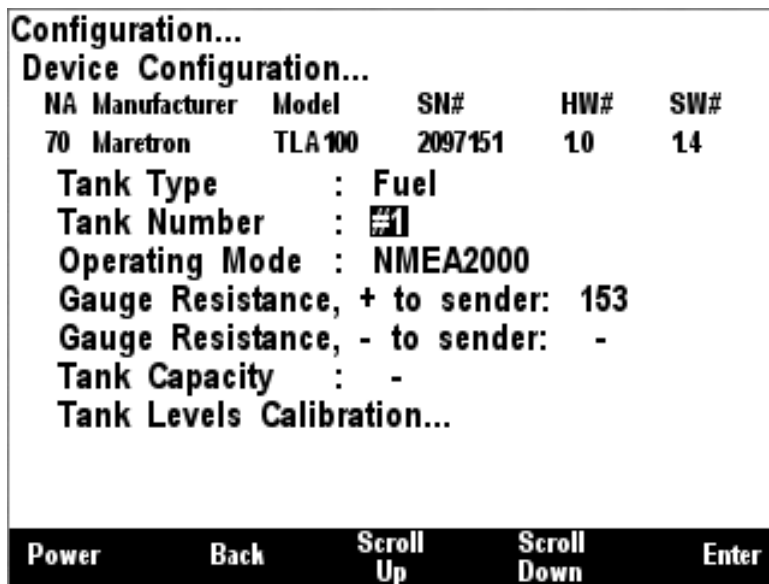 Configuration...
Device Configuration...
NA Manufacturer Model SN# HW# SW#
70 Maretron TLA100 2097151 1.0 1.4
Tank Type : Fuel
Tank Number : #1
Operating Mode : NMEA2000
Gauge Resistance, + to sender: 153
Gauge Resistance, - to sender: -
Tank Capacity : -
Tank Levels Calibration...
Power Back Scroll Up Scroll Down Enter